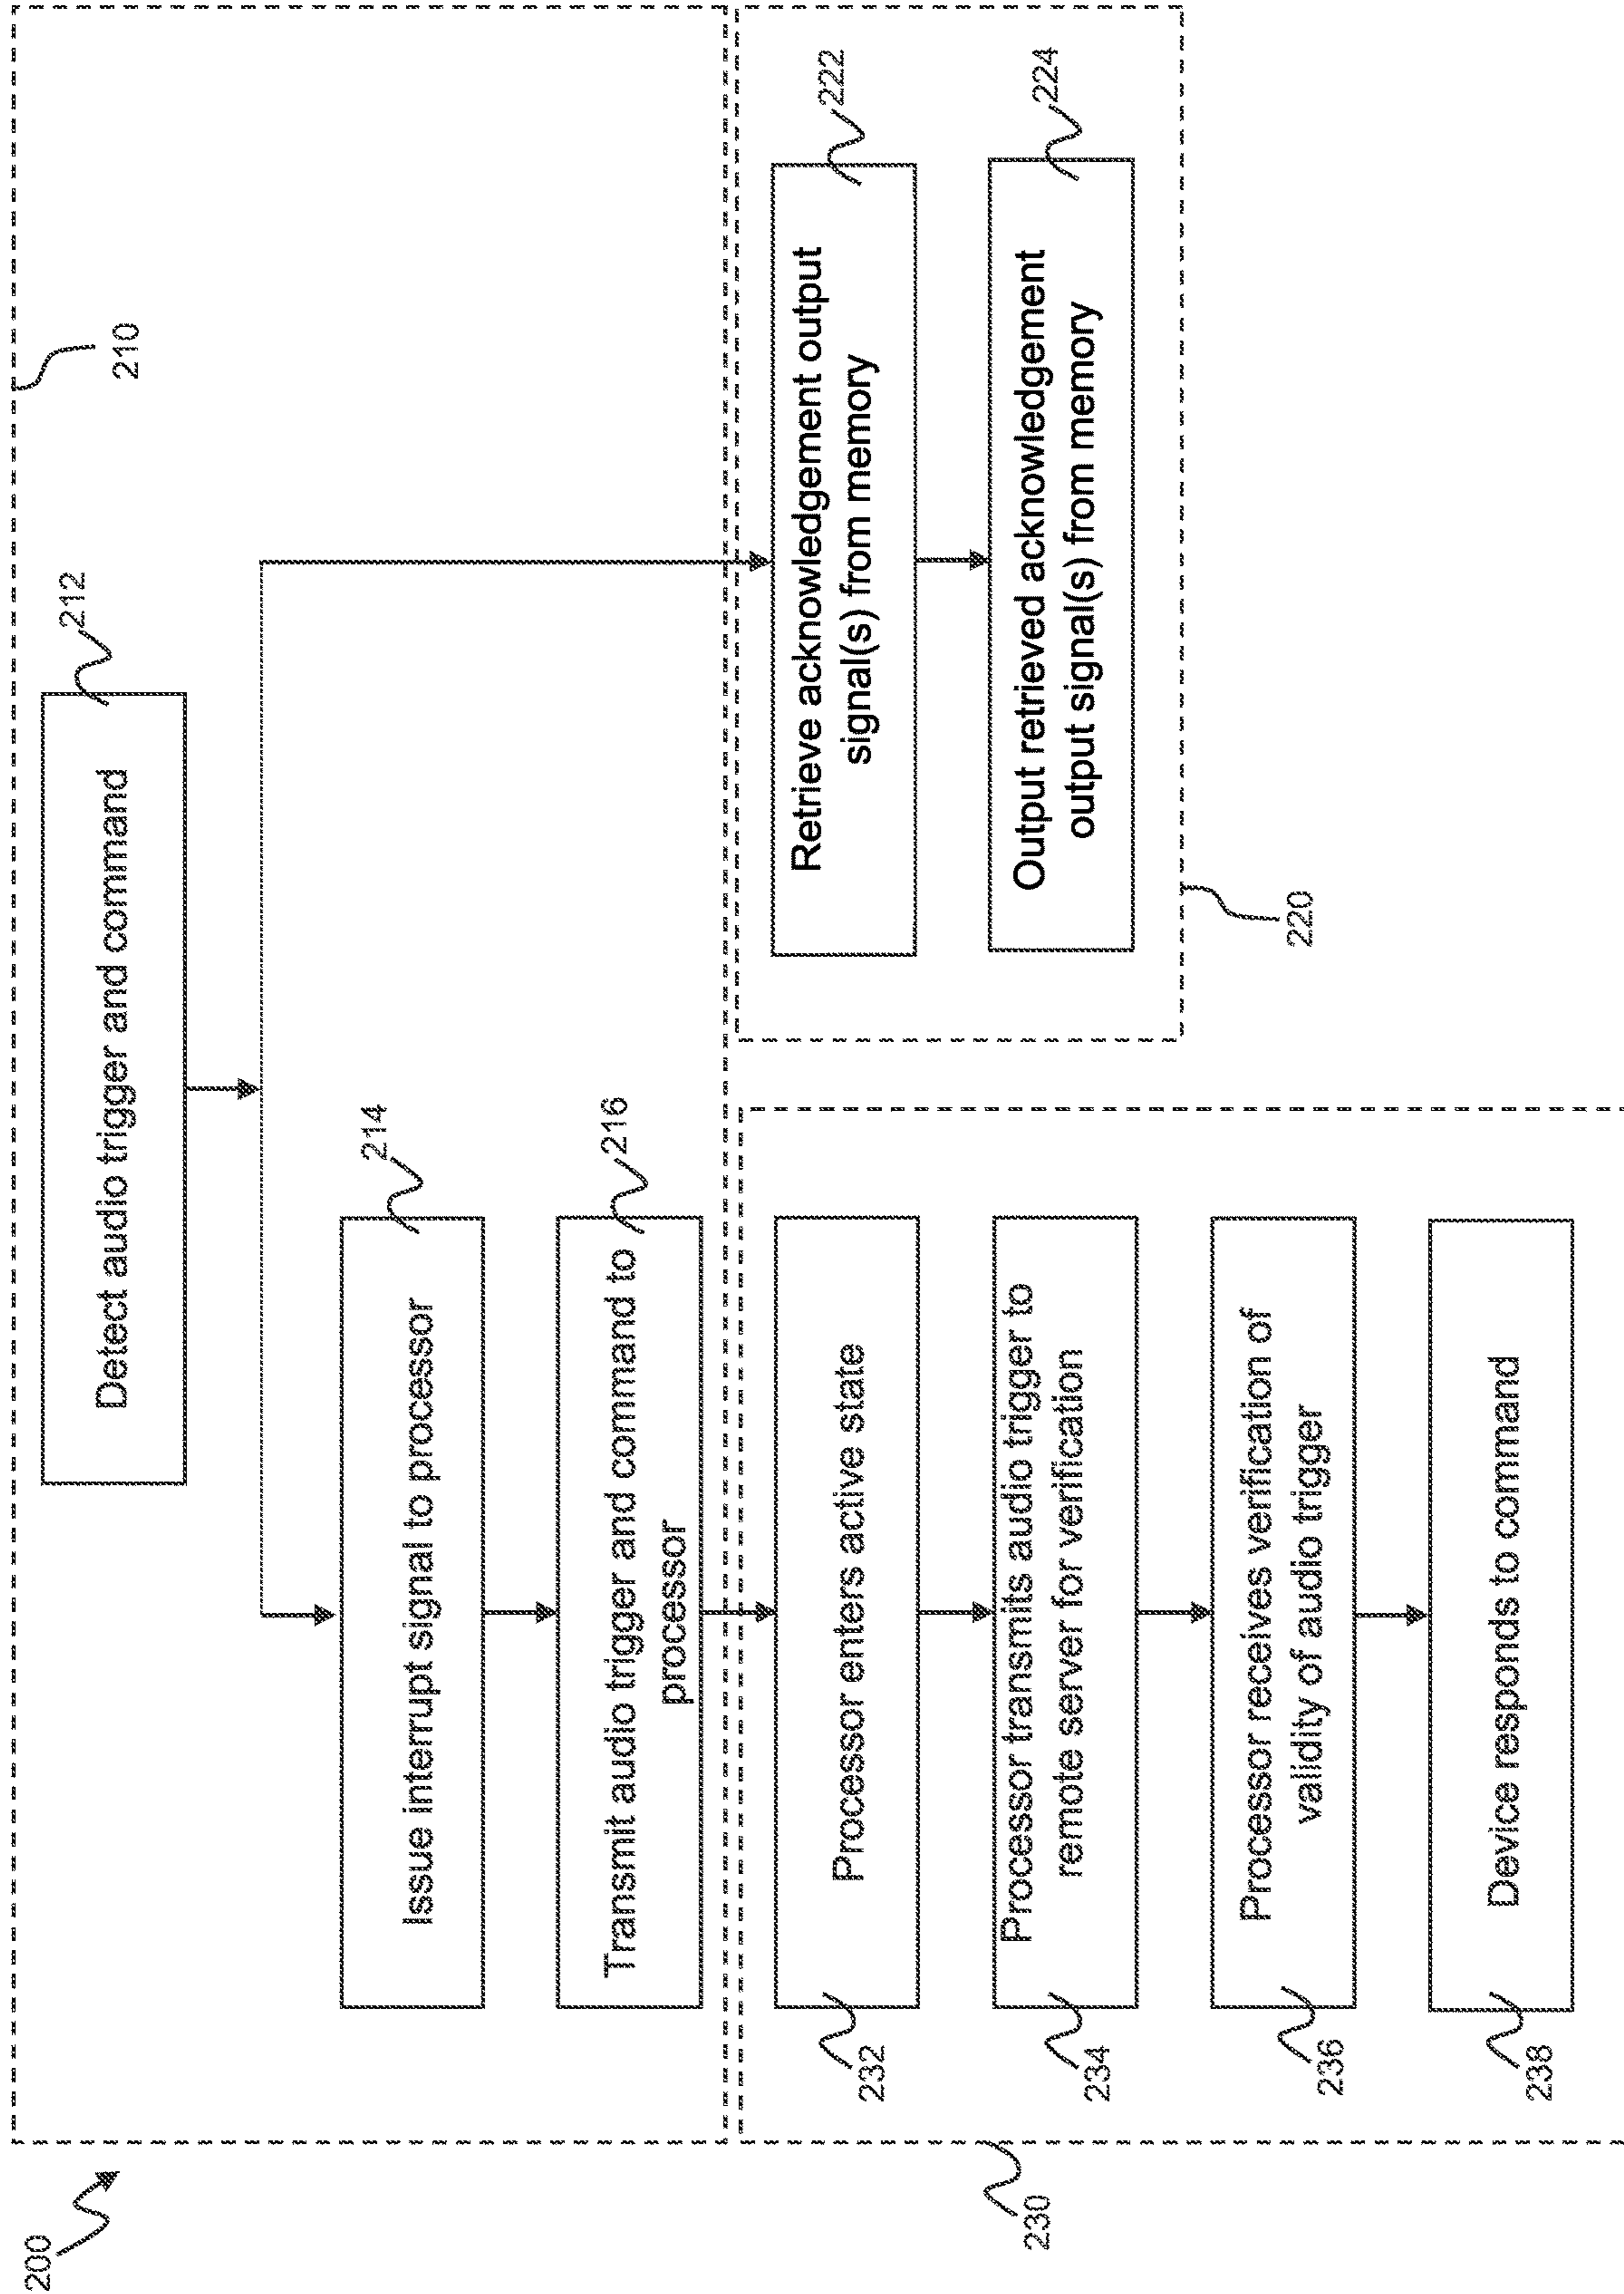 200
210
Detect audio trigger and command
212
Issue interrupt signal to processor
214
Transmit audio trigger and command to
processor
216
Retrieve acknowledgement output
signal(s) from memory
222
Output retrieved acknowledgement
output signal(s) from memory
224
220
230
Processor enters active state
232
Processor transmits audio trigger to
remote server for verification
234
Processor receives verification of
validity of audio trigger
236
Device responds to command
238